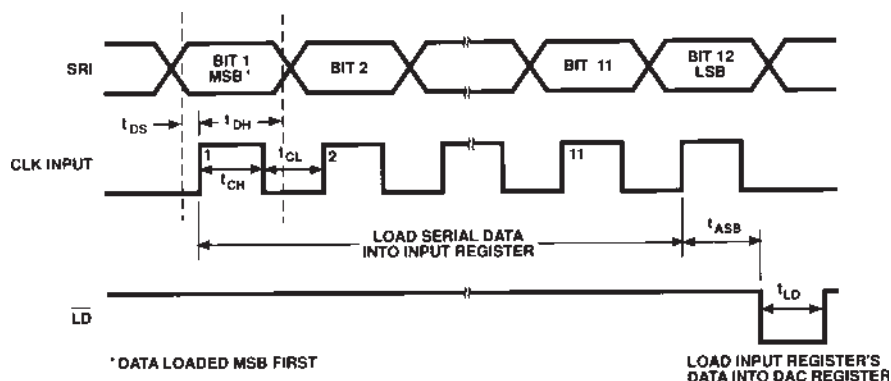 SRI
BIT 1
MSB*
BIT 2
BIT 11
BIT 12
LSB
tDS
tDH
CLK INPUT
1
tCL
2
11
tCH
LOAD SERIAL DATA
INTO INPUT REGISTER
tASB
LD
tLD
* DATA LOADED MSB FIRST
LOAD INPUT REGISTER'S
DATA INTO DAC REGISTER